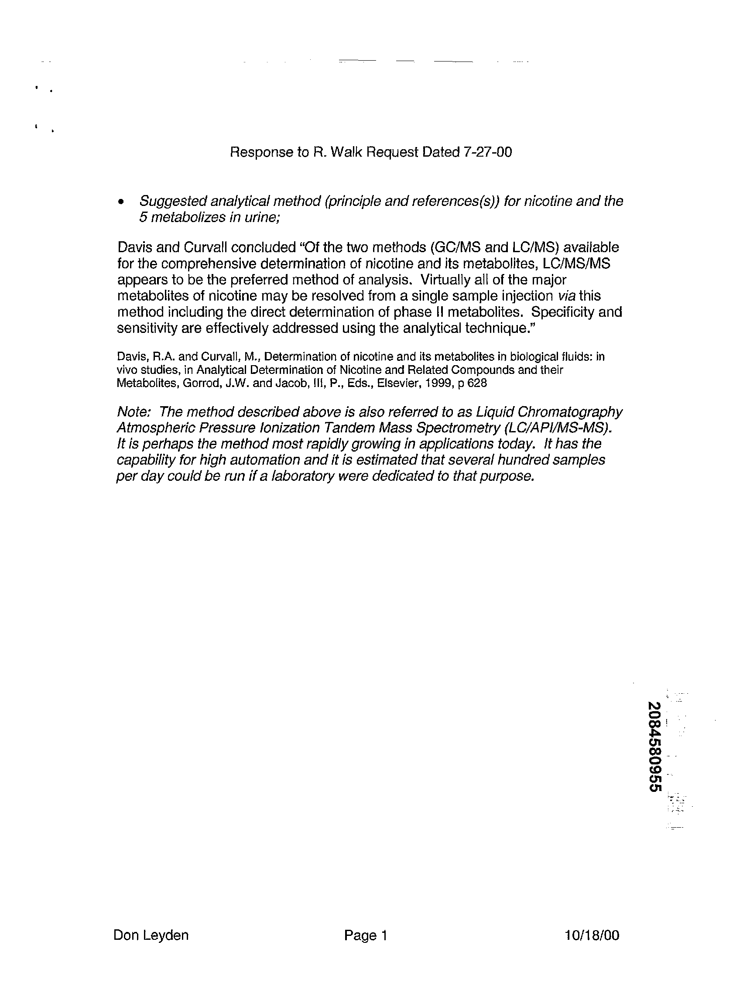 Response to R. Walk Request Dated 7-27-00
• Suggested analytical method (principle and references(s)) for nicotine and the
5 metabolizes in urine;
Davis and Curvall concluded “Of the two methods (GC/MS and LC/MS) available
for the comprehensive determination of nicotine and its metabolites, LC/MS/MS
appears to be the preferred method of analysis. Virtually all of the major
metabolites of nicotine may be resolved from a single sample injection via this
method including the direct determination of phase II metabolites. Specificity and
sensitivity are effectively addressed using the analytical technique.”
Davis, R.A. and Curvall, M., Determination of nicotine and its metabolites in biological fluids: in
vivo studies, in Analytical Determination of Nicotine and Related Compounds and their
Metabolites, Gorrod, J.W. and Jacob, III, P., Eds., Elsevier, 1999, p 628
Note: The method described above is also referred to as Liquid Chromatography
Atmospheric Pressure Ionization Tandem Mass Spectrometry (LC/API/MS-MS).
It is perhaps the method most rapidly growing in applications today. It has the
capability for high automation and it is estimated that several hundred samples
per day could be run if a laboratory were dedicated to that purpose.
2084580955
Don Leyden Page 1 10/18/00